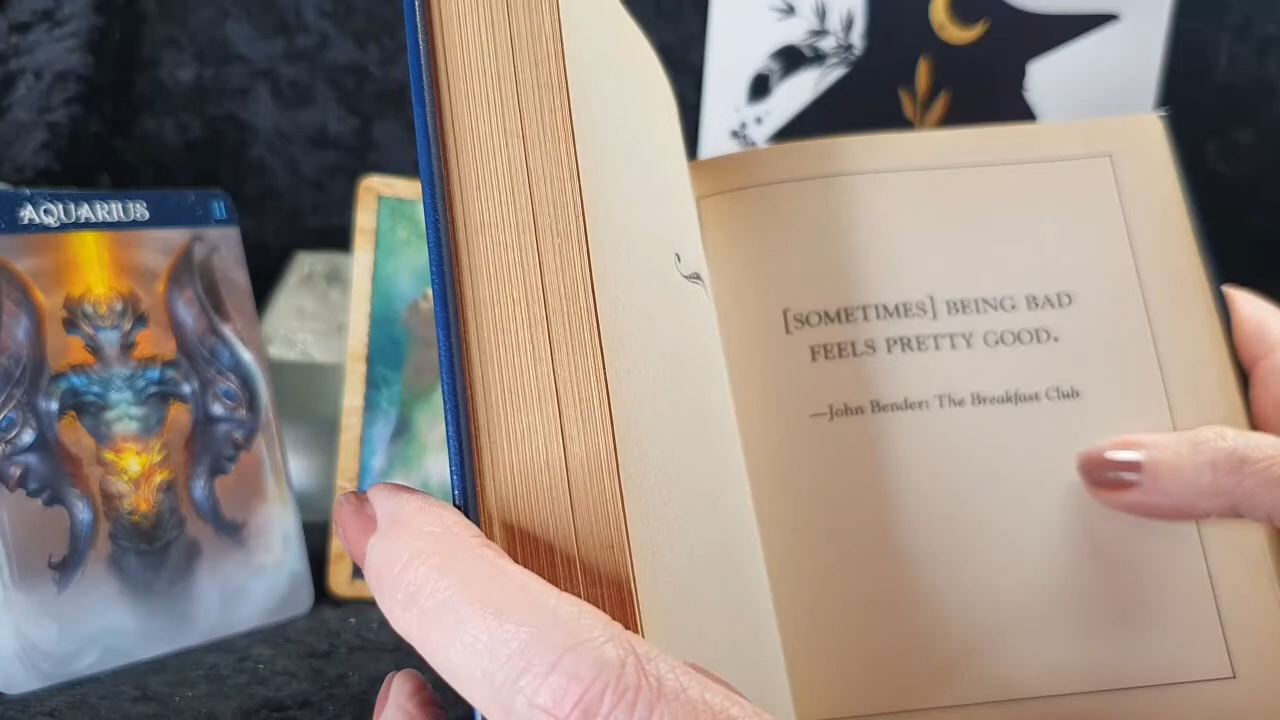 AQUARIUS
[SOMETIMES] BEING BAD
FEELS PRETTY GOOD.
—John Bender: The Breakfast Club